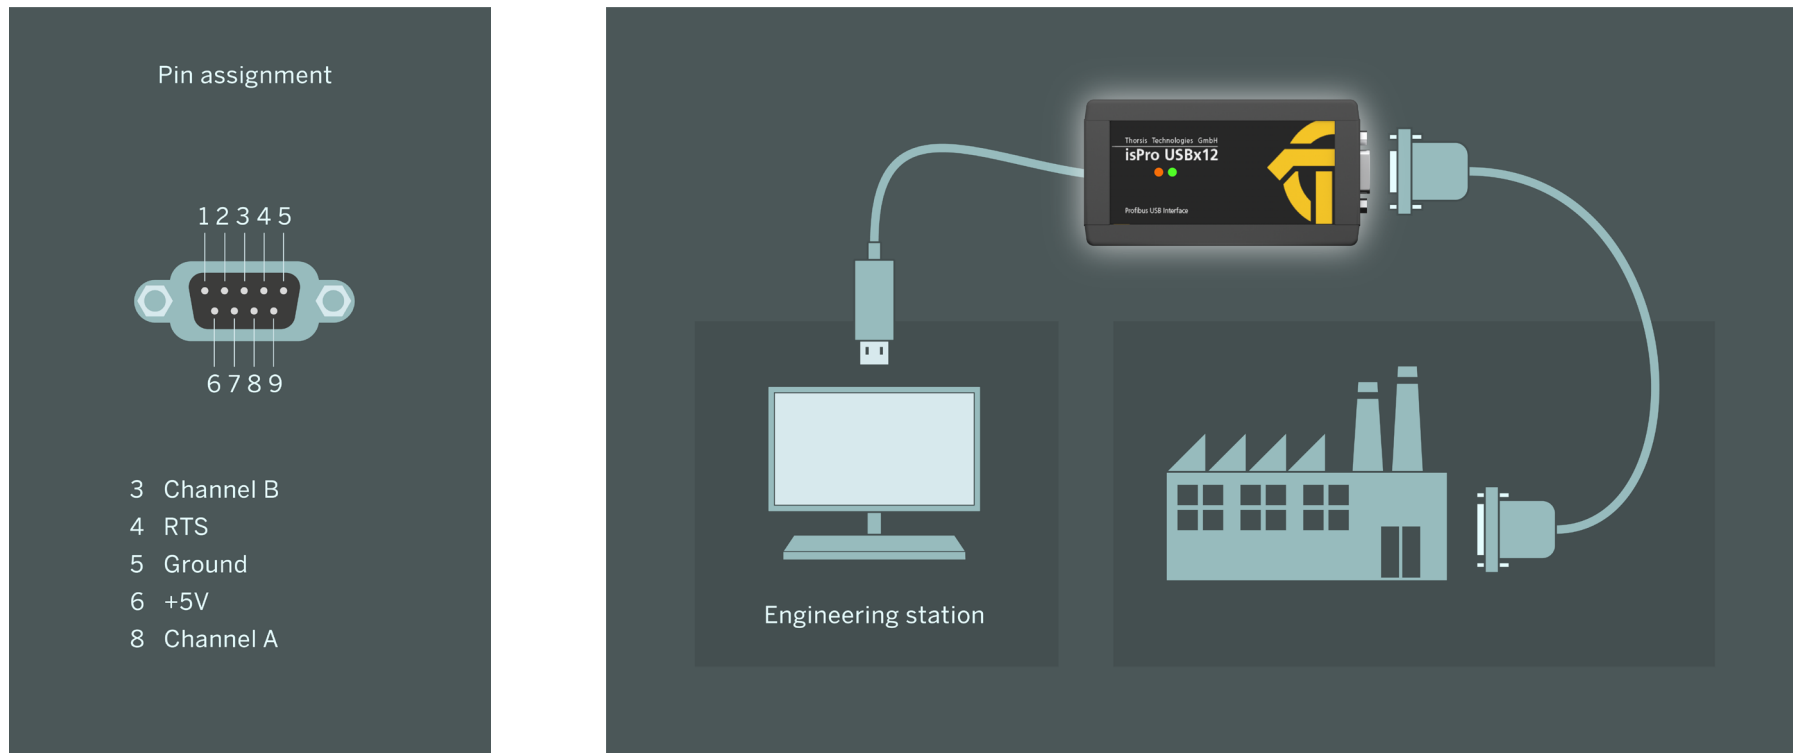 Pin assignment
1 2 3 4 5
6 7 8 9
3 Channel B
4 RTS
5 Ground
6 +5V
8 Channel A
Thorsis Technologies GmbH
isPro USBx12
Profibus USB Interface
Engineering station